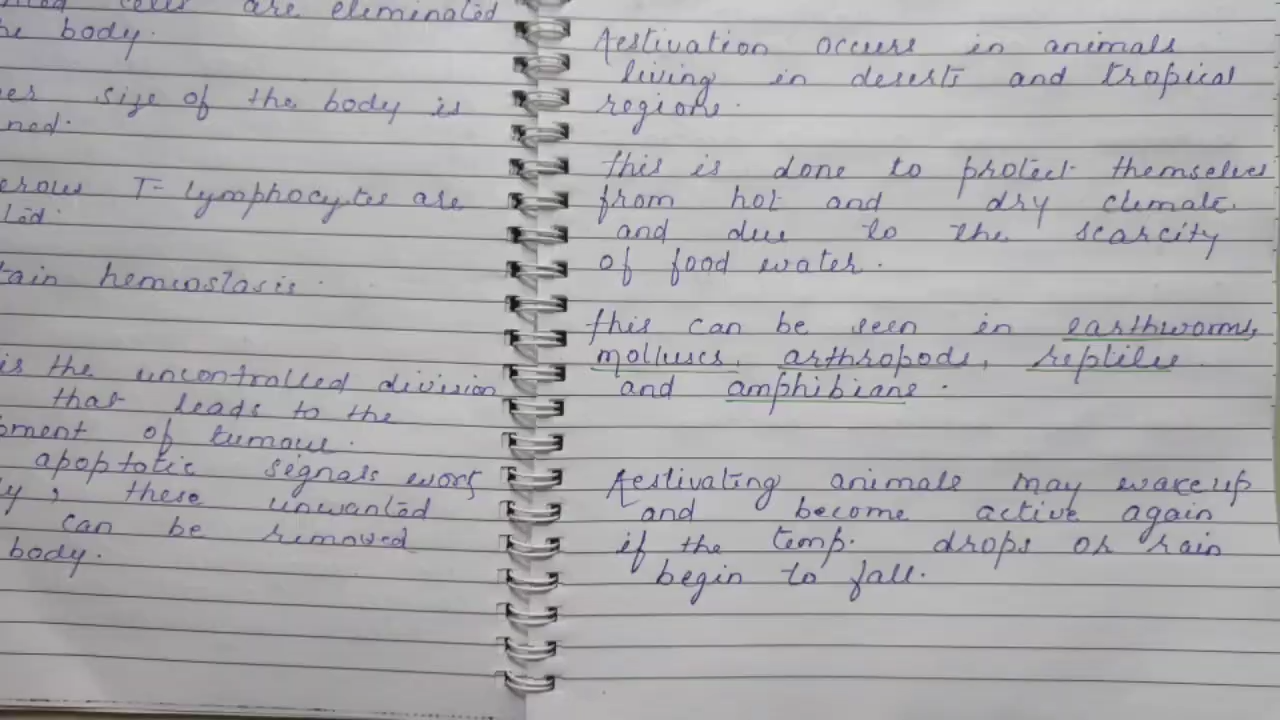 cells are eliminated
body.
size of the body is
T-lymphocytes are
hemostasis.
is the uncontrolled division
that leads to the
of tumour.
apoptotic signals work
, these unwanted
can be removed
body.
Aestivation occurs in animals
living in deserts and tropical
regions.
This is done to protect themselves
from hot and dry climate.
and due to the scarcity
of food water.
This can be seen in earthworms,
molluscs, arthropods, reptiles
and amphibians.
Aestivating animals may wake up
and become active again
if the temp. drops or rain
begin to fall.